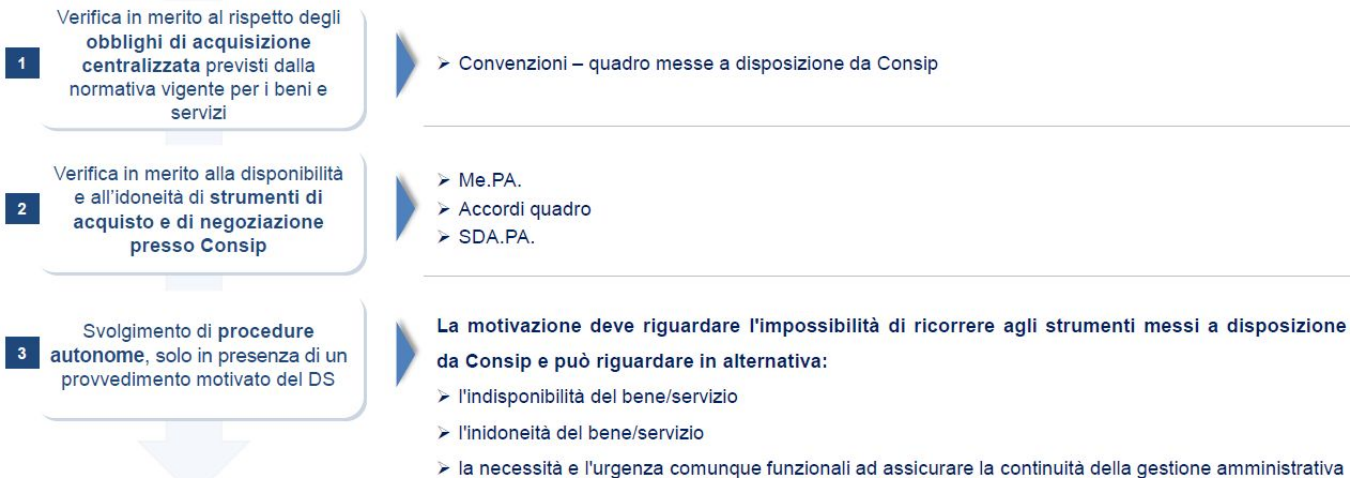 Verifica in merito al rispetto degli
obblighi di acquisizione
centralizzata previsti dalla
normativa vigente per i beni e
servizi
1
➢ Convenzioni – quadro messe a disposizione da Consip
Verifica in merito alla disponibilità
e all'idoneità di strumenti di
acquisto e di negoziazione
presso Consip
2
➢ Me.PA.
➢ Accordi quadro
➢ SDA.PA.
Svolgimento di procedure
autonome, solo in presenza di un
provvedimento motivato del DS
3
La motivazione deve riguardare l'impossibilità di ricorrere agli strumenti messi a disposizione
da Consip e può riguardare in alternativa:
➢ l'indisponibilità del bene/servizio
➢ l'inidoneità del bene/servizio
➢ la necessità e l'urgenza comunque funzionali ad assicurare la continuità della gestione amministrativa